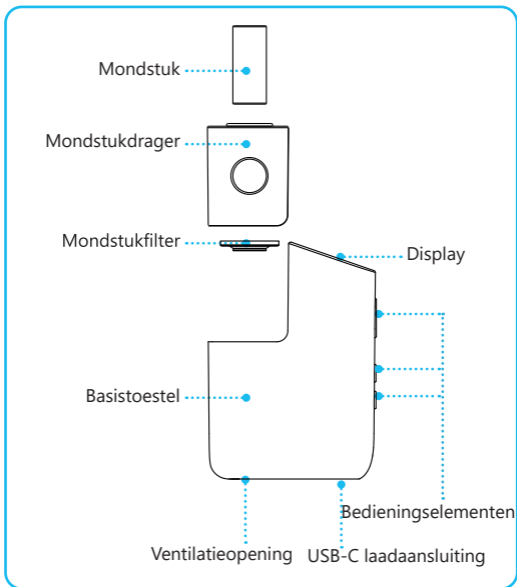 Mondstuk
Mondstukdrager
Mondstukfilter
Display
Basistoestel
Bedieningselementen
Ventilatieopening
USB-C laadaansluiting